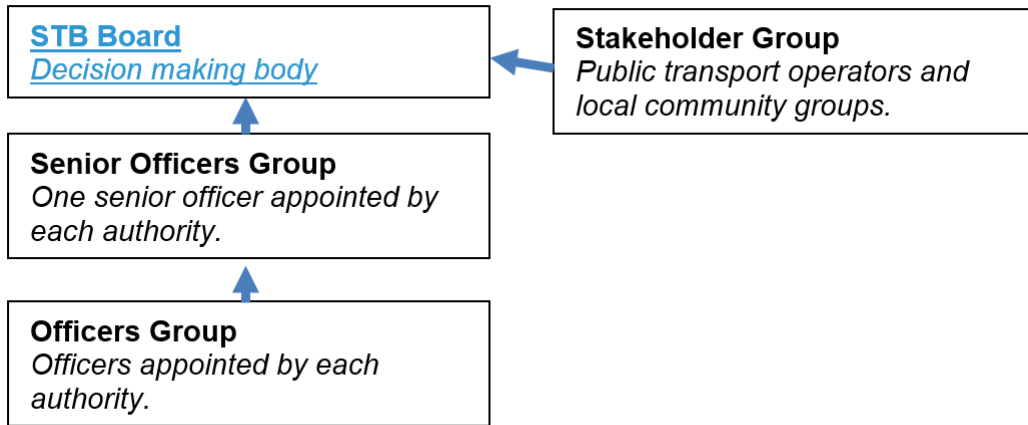 STB Board
Decision making body
Stakeholder Group
Public transport operators and
local community groups.
Senior Officers Group
One senior officer appointed by
each authority.
Officers Group
Officers appointed by each
authority.